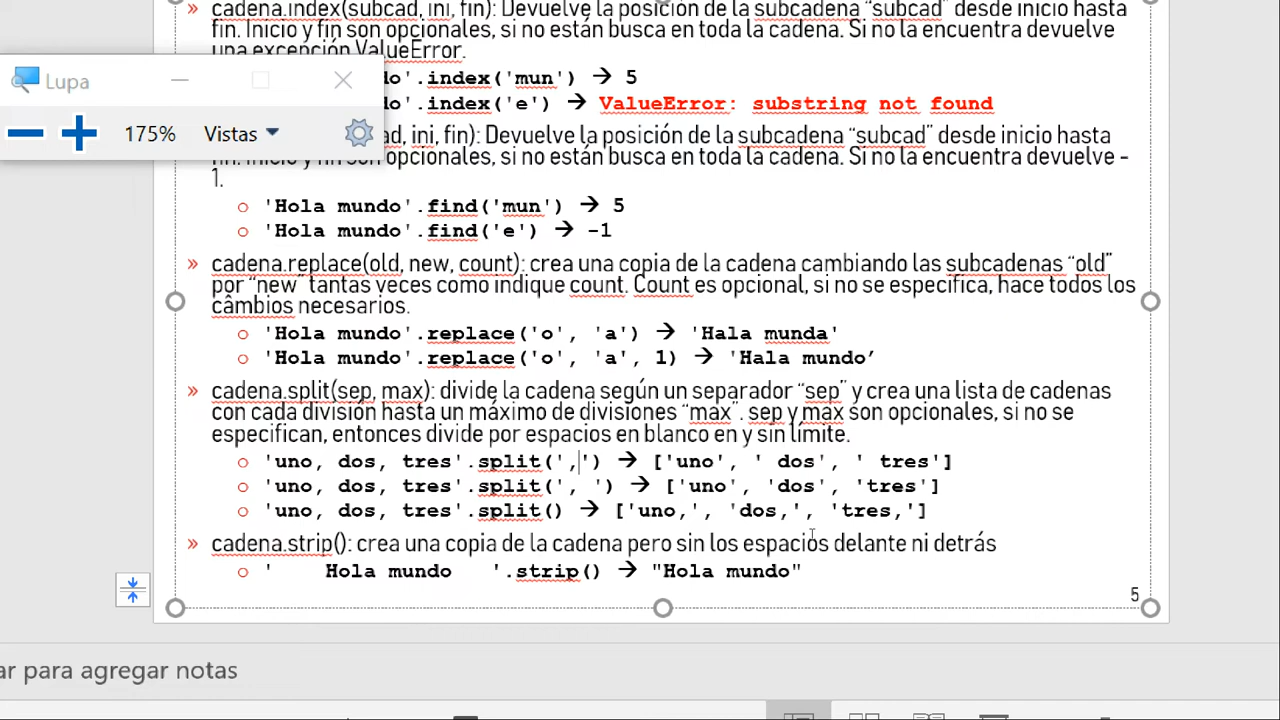 cadena.index(subcad, ini, fin): Devuelve la posición de la subcadena “subcad” desde inicio hasta
fin. Inicio y fin son opcionales, si no están busca en toda la cadena. Si no la encuentra devuelve
una excepción ValueError.
Lupa
do'.index('mun') → 5
do'.index('e') → ValueError: substring not found
175% Vistas
ad, ini, fin): Devuelve la posición de la subcadena “subcad” desde inicio hasta
fin. Inicio y fin son opcionales, si no están busca en toda la cadena. Si no la encuentra devuelve -
1.
o 'Hola mundo'.find('mun') → 5
o 'Hola mundo'.find('e') → -1
» cadena.replace(old, new, count): crea una copia de la cadena cambiando las subcadenas “old”
por “new” tantas veces como indique count. Count es opcional, si no se especifica, hace todos los
cambios necesarios.
o 'Hola mundo'.replace('o', 'a') → 'Hala munda'
o 'Hola mundo'.replace('o', 'a', 1) → 'Hala mundo’
» cadena.split(sep, max): divide la cadena según un separador “sep” y crea una lista de cadenas
con cada división hasta un máximo de divisiones “max”. sep y max son opcionales, si no se
especifican, entonces divide por espacios en blanco en y sin límite.
o 'uno, dos, tres'.split(',') → ['uno', ' dos', ' tres']
o 'uno, dos, tres'.split(', ') → ['uno', 'dos', 'tres']
o 'uno, dos, tres'.split() → ['uno,', 'dos,', 'tres,']
» cadena.strip(): crea una copia de la cadena pero sin los espacios delante ni detrás
o '    Hola mundo   '.strip() → "Hola mundo"
5
ar para agregar notas